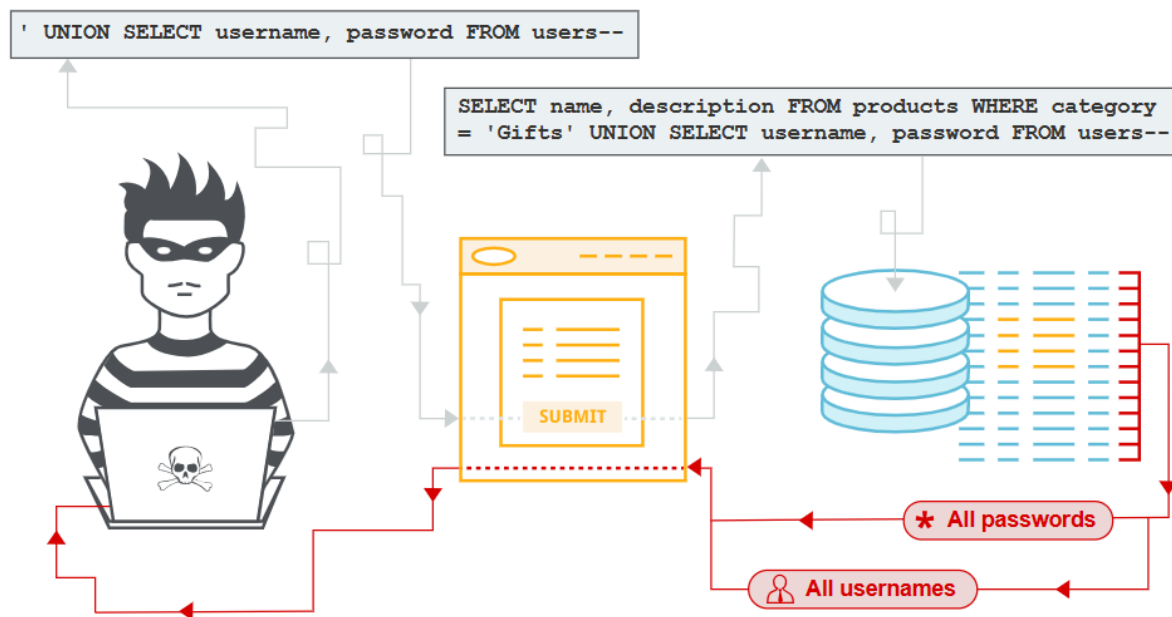 ' UNION SELECT username, password FROM users--
SELECT name, description FROM products WHERE category
= 'Gifts' UNION SELECT username, password FROM users--
SUBMIT
* All passwords
All usernames